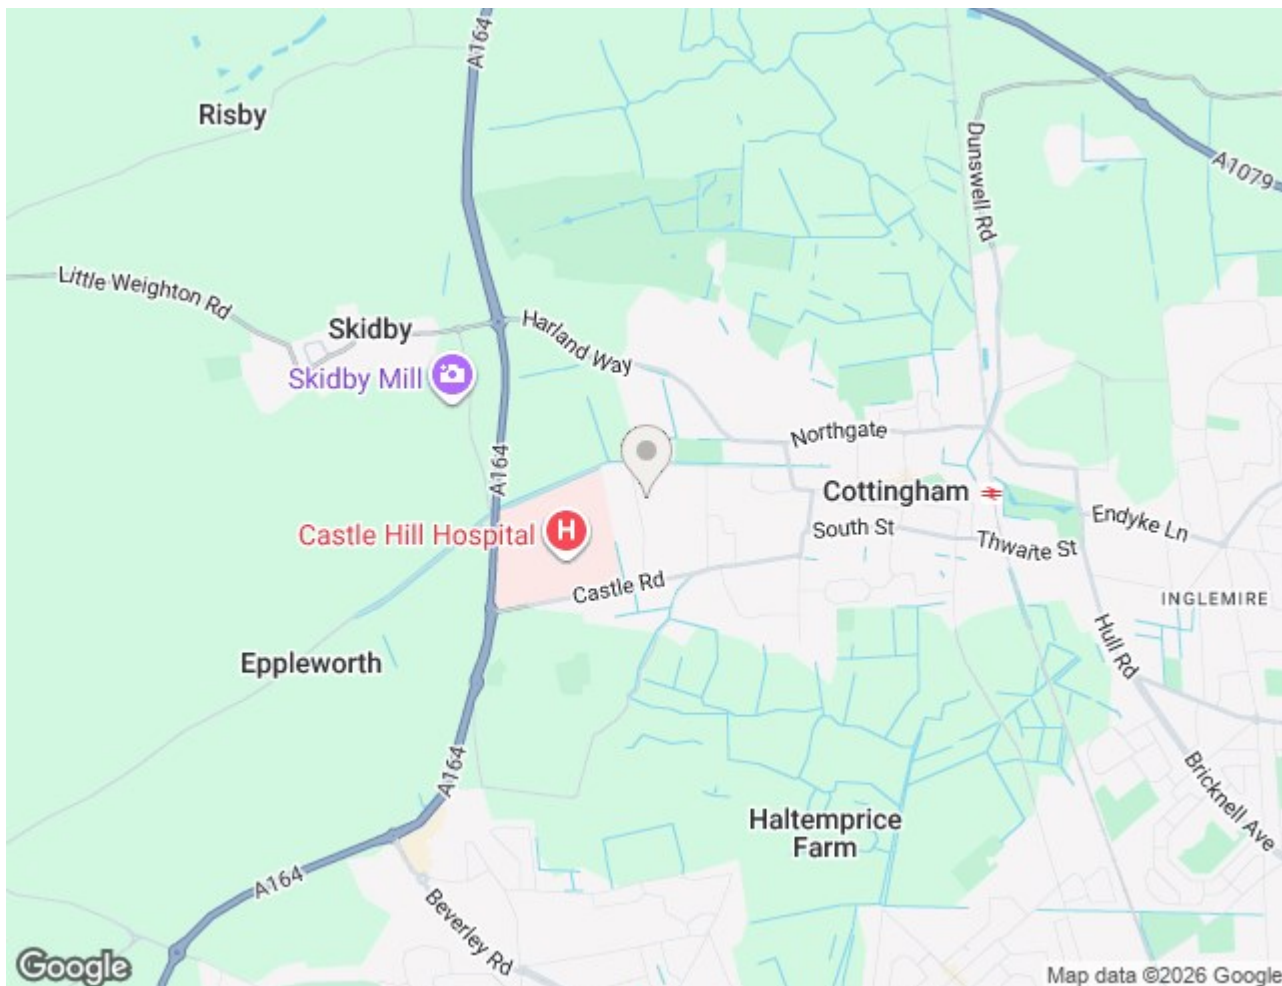 A164
Risby
Dunswell Rd
A1079
Little Weighton Rd
Skidby
Harland Way
Skidby Mill
Northgate
A164
Cottingham
Castle Hill Hospital
H
South St
Endyke Ln
Thwaite St
Castle Rd
INGLEMIRE
Hull Rd
Eppleworth
A164
Bricknell Ave
Haltemprice
Farm
A164
Beverley Rd
Google
Map data ©2026 Google